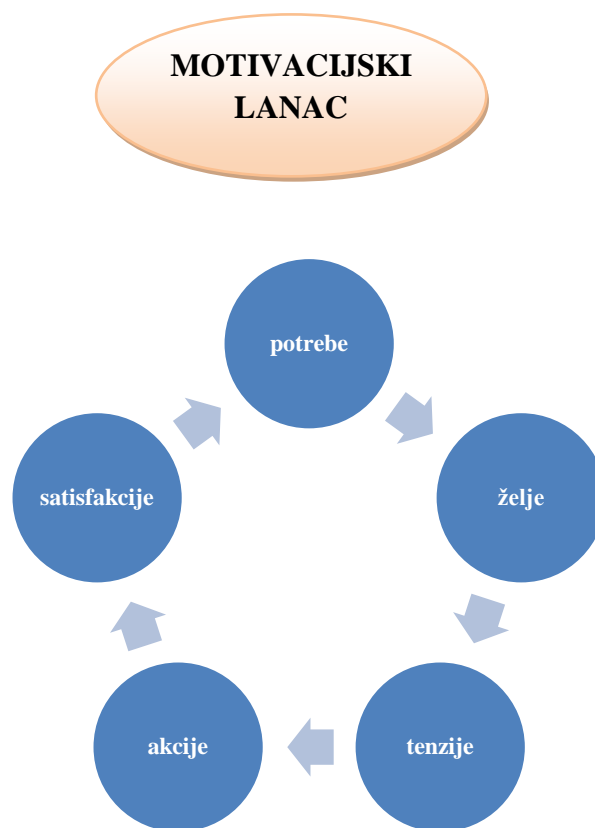 MOTIVACIJSKI
LANAC
potrebe
želje
tenzije
akcije
satisfakcije